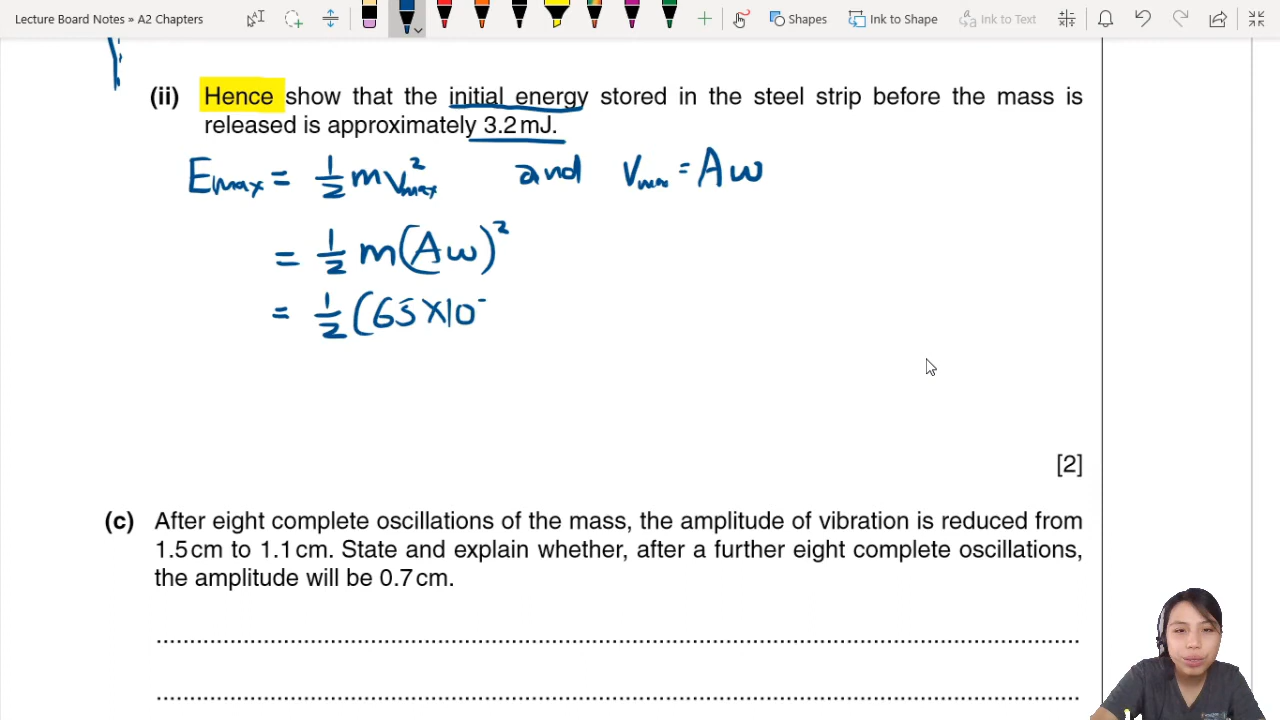 Lecture Board Notes » A2 Chapters
Shapes
Ink to Shape
Ink to Text
(ii) Hence show that the initial energy stored in the steel strip before the mass is
released is approximately 3.2 mJ.
Emax = 1/2 m vmax² and vmax = Aω
= 1/2 m(Aω)²
= 1/2 (65×10⁻
[2]
(c) After eight complete oscillations of the mass, the amplitude of vibration is reduced from
1.5 cm to 1.1 cm. State and explain whether, after a further eight complete oscillations,
the amplitude will be 0.7 cm.